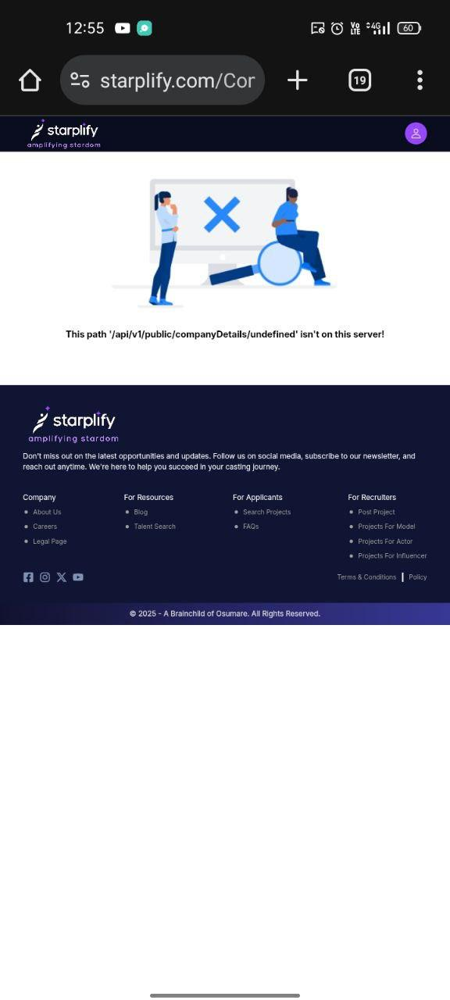 12:55
Vo LTE 4G 60
starplify.com/Cor
19
starplify
amplifying stardom
This path '/api/v1/public/companyDetails/undefined' isn't on this server!
starplify
amplifying stardom
Don't miss out on the latest opportunities and updates. Follow us on social media, subscribe to our newsletter, and
reach out anytime. We're here to help you succeed in your casting journey.
Company
About Us
Careers
Legal Page
For Resources
Blog
Talent Search
For Applicants
Search Projects
FAQs
For Recruiters
Post Project
Projects For Model
Projects For Actor
Projects For Influencer
Terms & Conditions | Policy
© 2025 - A Brainchild of Osumare. All Rights Reserved.